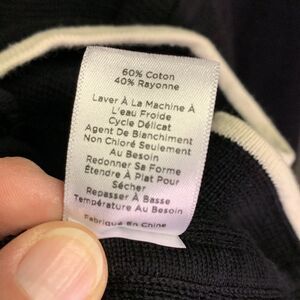 60% Coton
40% Rayonne
Laver À La Machine À
L'eau Froide
Cycle Délicat
Agent De Blanchiment
Non Chloré Seulement
Au Besoin
Redonner Sa Forme
Étendre À Plat Pour
Sécher
Repasser À Basse
Température Au Besoin
Fabriqué En Chine